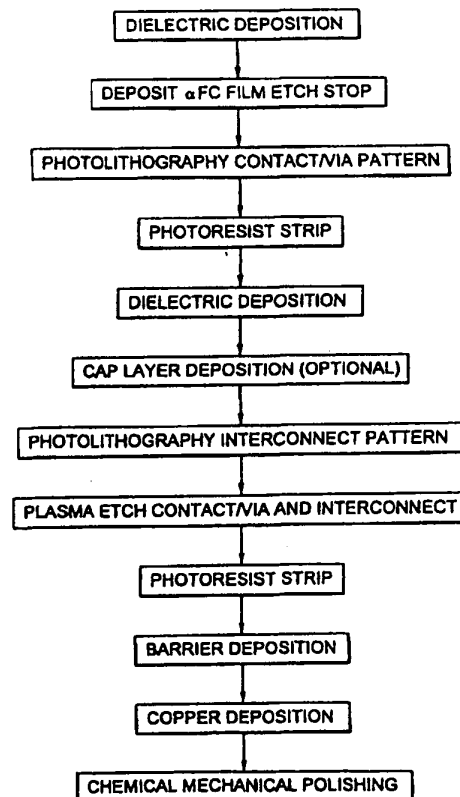 DIELECTRIC DEPOSITION
DEPOSIT αFC FILM ETCH STOP
PHOTOLITHOGRAPHY CONTACT/VIA PATTERN
PHOTORESIST STRIP
DIELECTRIC DEPOSITION
CAP LAYER DEPOSITION (OPTIONAL)
PHOTOLITHOGRAPHY INTERCONNECT PATTERN
PLASMA ETCH CONTACT/VIA AND INTERCONNECT
PHOTORESIST STRIP
BARRIER DEPOSITION
COPPER DEPOSITION
CHEMICAL MECHANICAL POLISHING